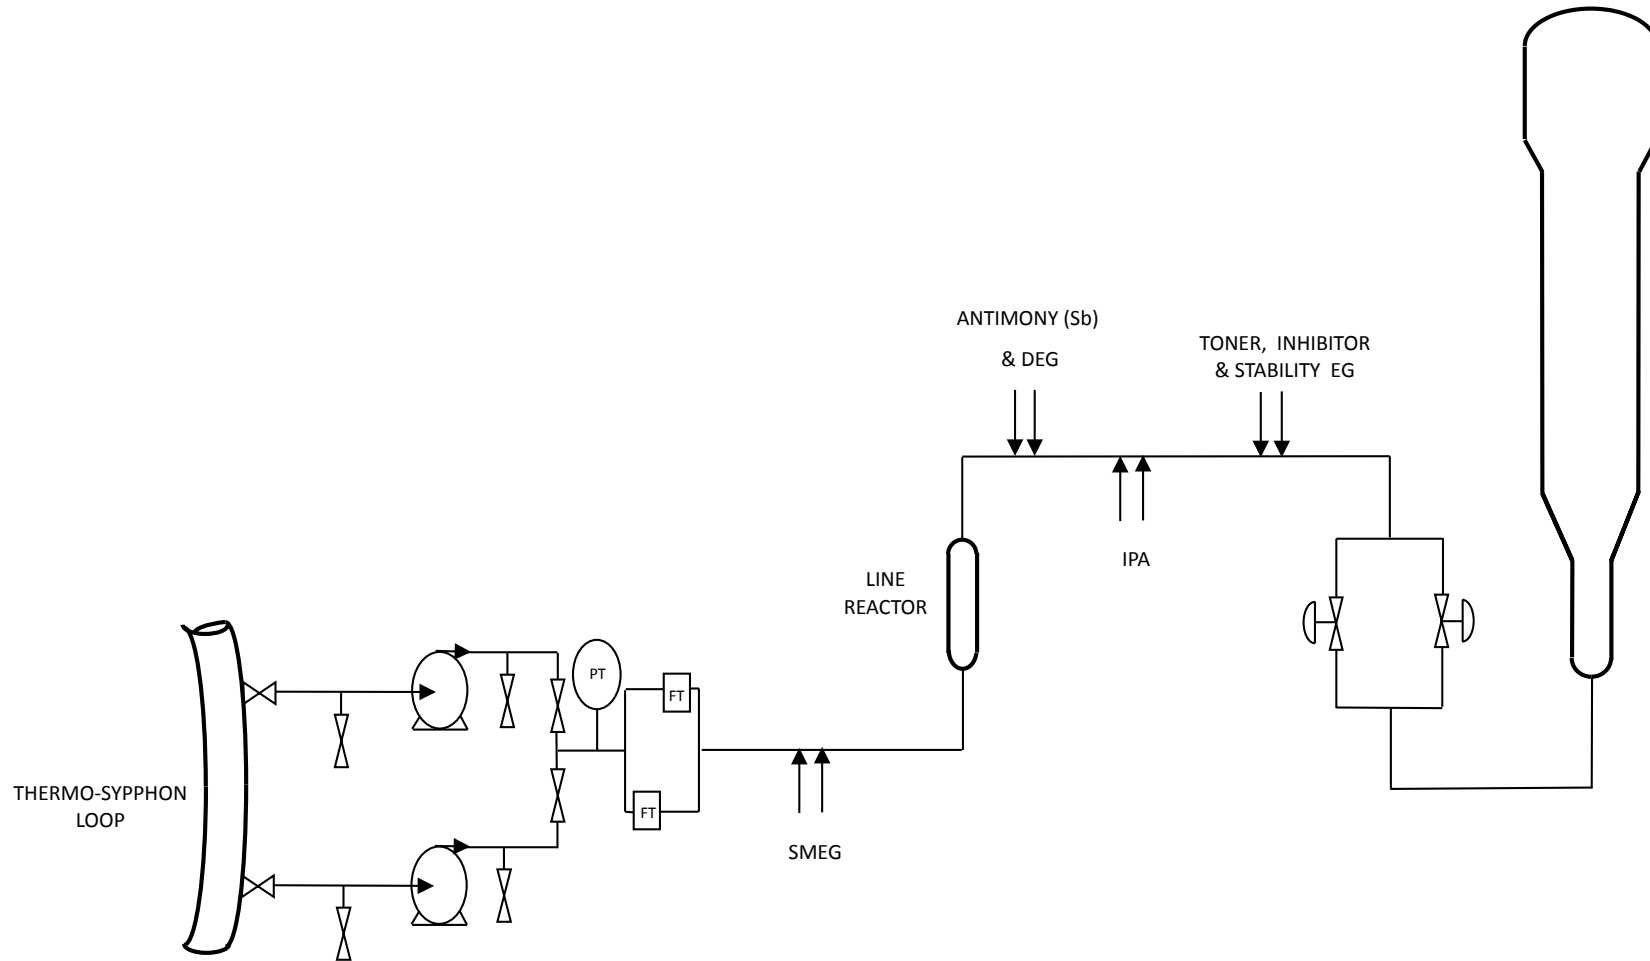 ANTIMONY (Sb)
& DEG
TONER, INHIBITOR
& STABILITY EG
IPA
LINE
REACTOR
PT
FT
FT
THERMO-SYPPHON
LOOP
SMEG